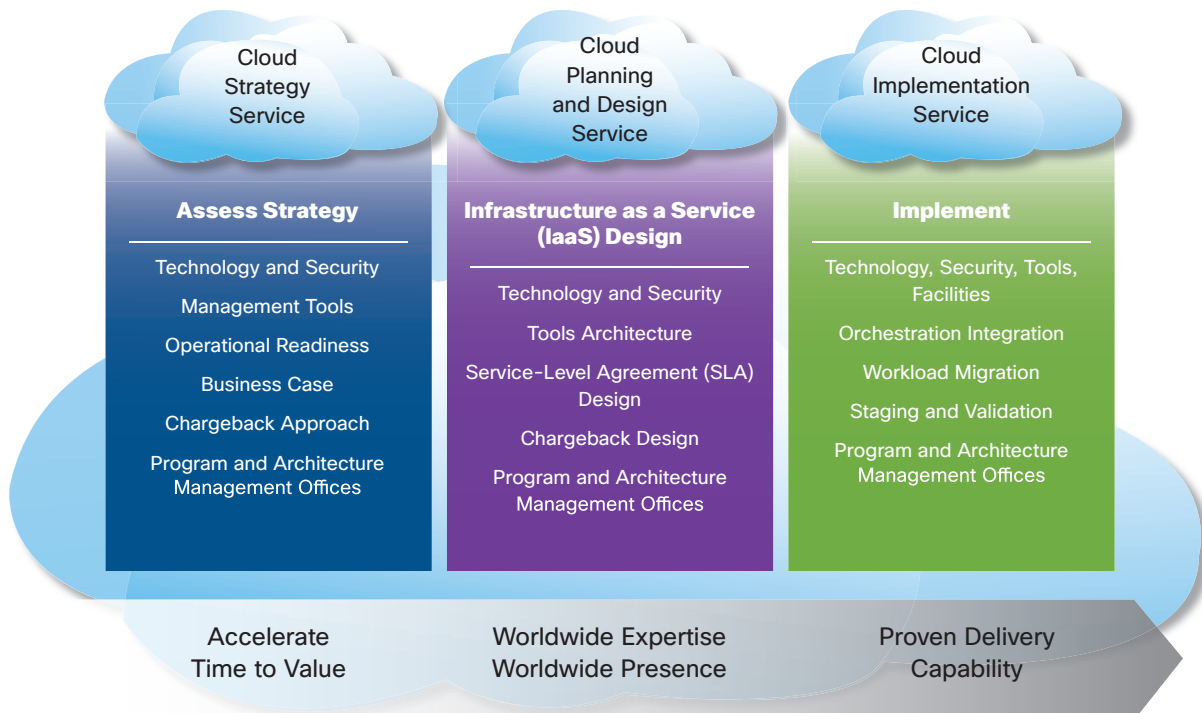 Cloud
Strategy
Service
Assess Strategy
Technology and Security
Management Tools
Operational Readiness
Business Case
Chargeback Approach
Program and Architecture
Management Offices
Cloud
Planning
and Design
Service
Infrastructure as a Service
(IaaS) Design
Technology and Security
Tools Architecture
Service-Level Agreement (SLA)
Design
Chargeback Design
Program and Architecture
Management Offices
Cloud
Implementation
Service
Implement
Technology, Security, Tools,
Facilities
Orchestration Integration
Workload Migration
Staging and Validation
Program and Architecture
Management Offices
Accelerate
Time to Value
Worldwide Expertise
Worldwide Presence
Proven Delivery
Capability